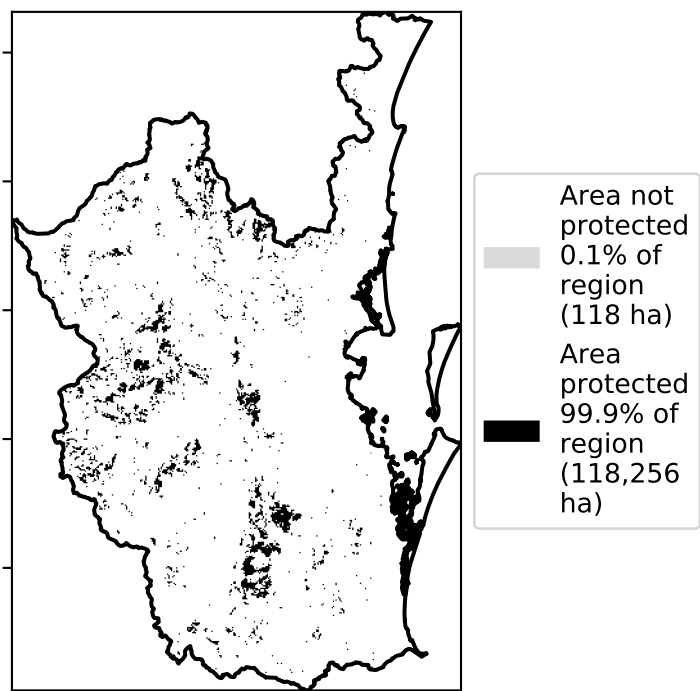 Area not
protected
0.1% of
region
(118 ha)
Area
protected
99.9% of
region
(118,256
ha)